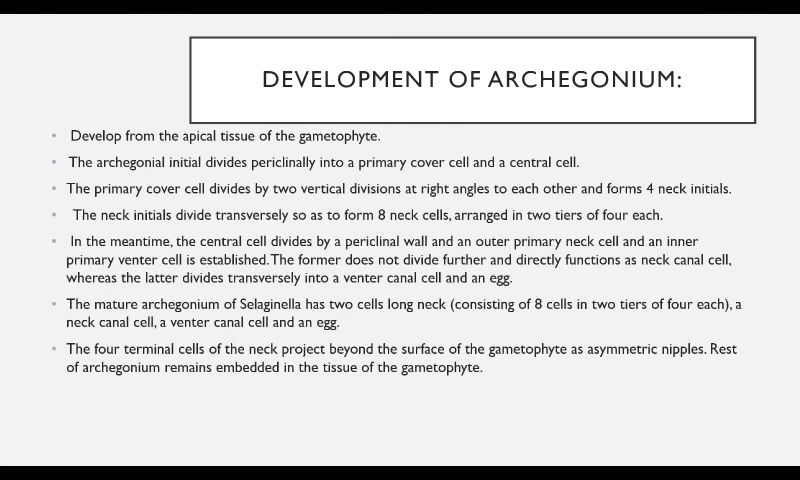 DEVELOPMENT OF ARCHEGONIUM:
• Develop from the apical tissue of the gametophyte.
• The archegonial initial divides periclinally into a primary cover cell and a central cell.
• The primary cover cell divides by two vertical divisions at right angles to each other and forms 4 neck initials.
• The neck initials divide transversely so as to form 8 neck cells, arranged in two tiers of four each.
• In the meantime, the central cell divides by a periclinal wall and an outer primary neck cell and an inner
primary venter cell is established. The former does not divide further and directly functions as neck canal cell,
whereas the latter divides transversely into a venter canal cell and an egg.
• The mature archegonium of Selaginella has two cells long neck (consisting of 8 cells in two tiers of four each), a
neck canal cell, a venter canal cell and an egg.
• The four terminal cells of the neck project beyond the surface of the gametophyte as asymmetric nipples. Rest
of archegonium remains embedded in the tissue of the gametophyte.